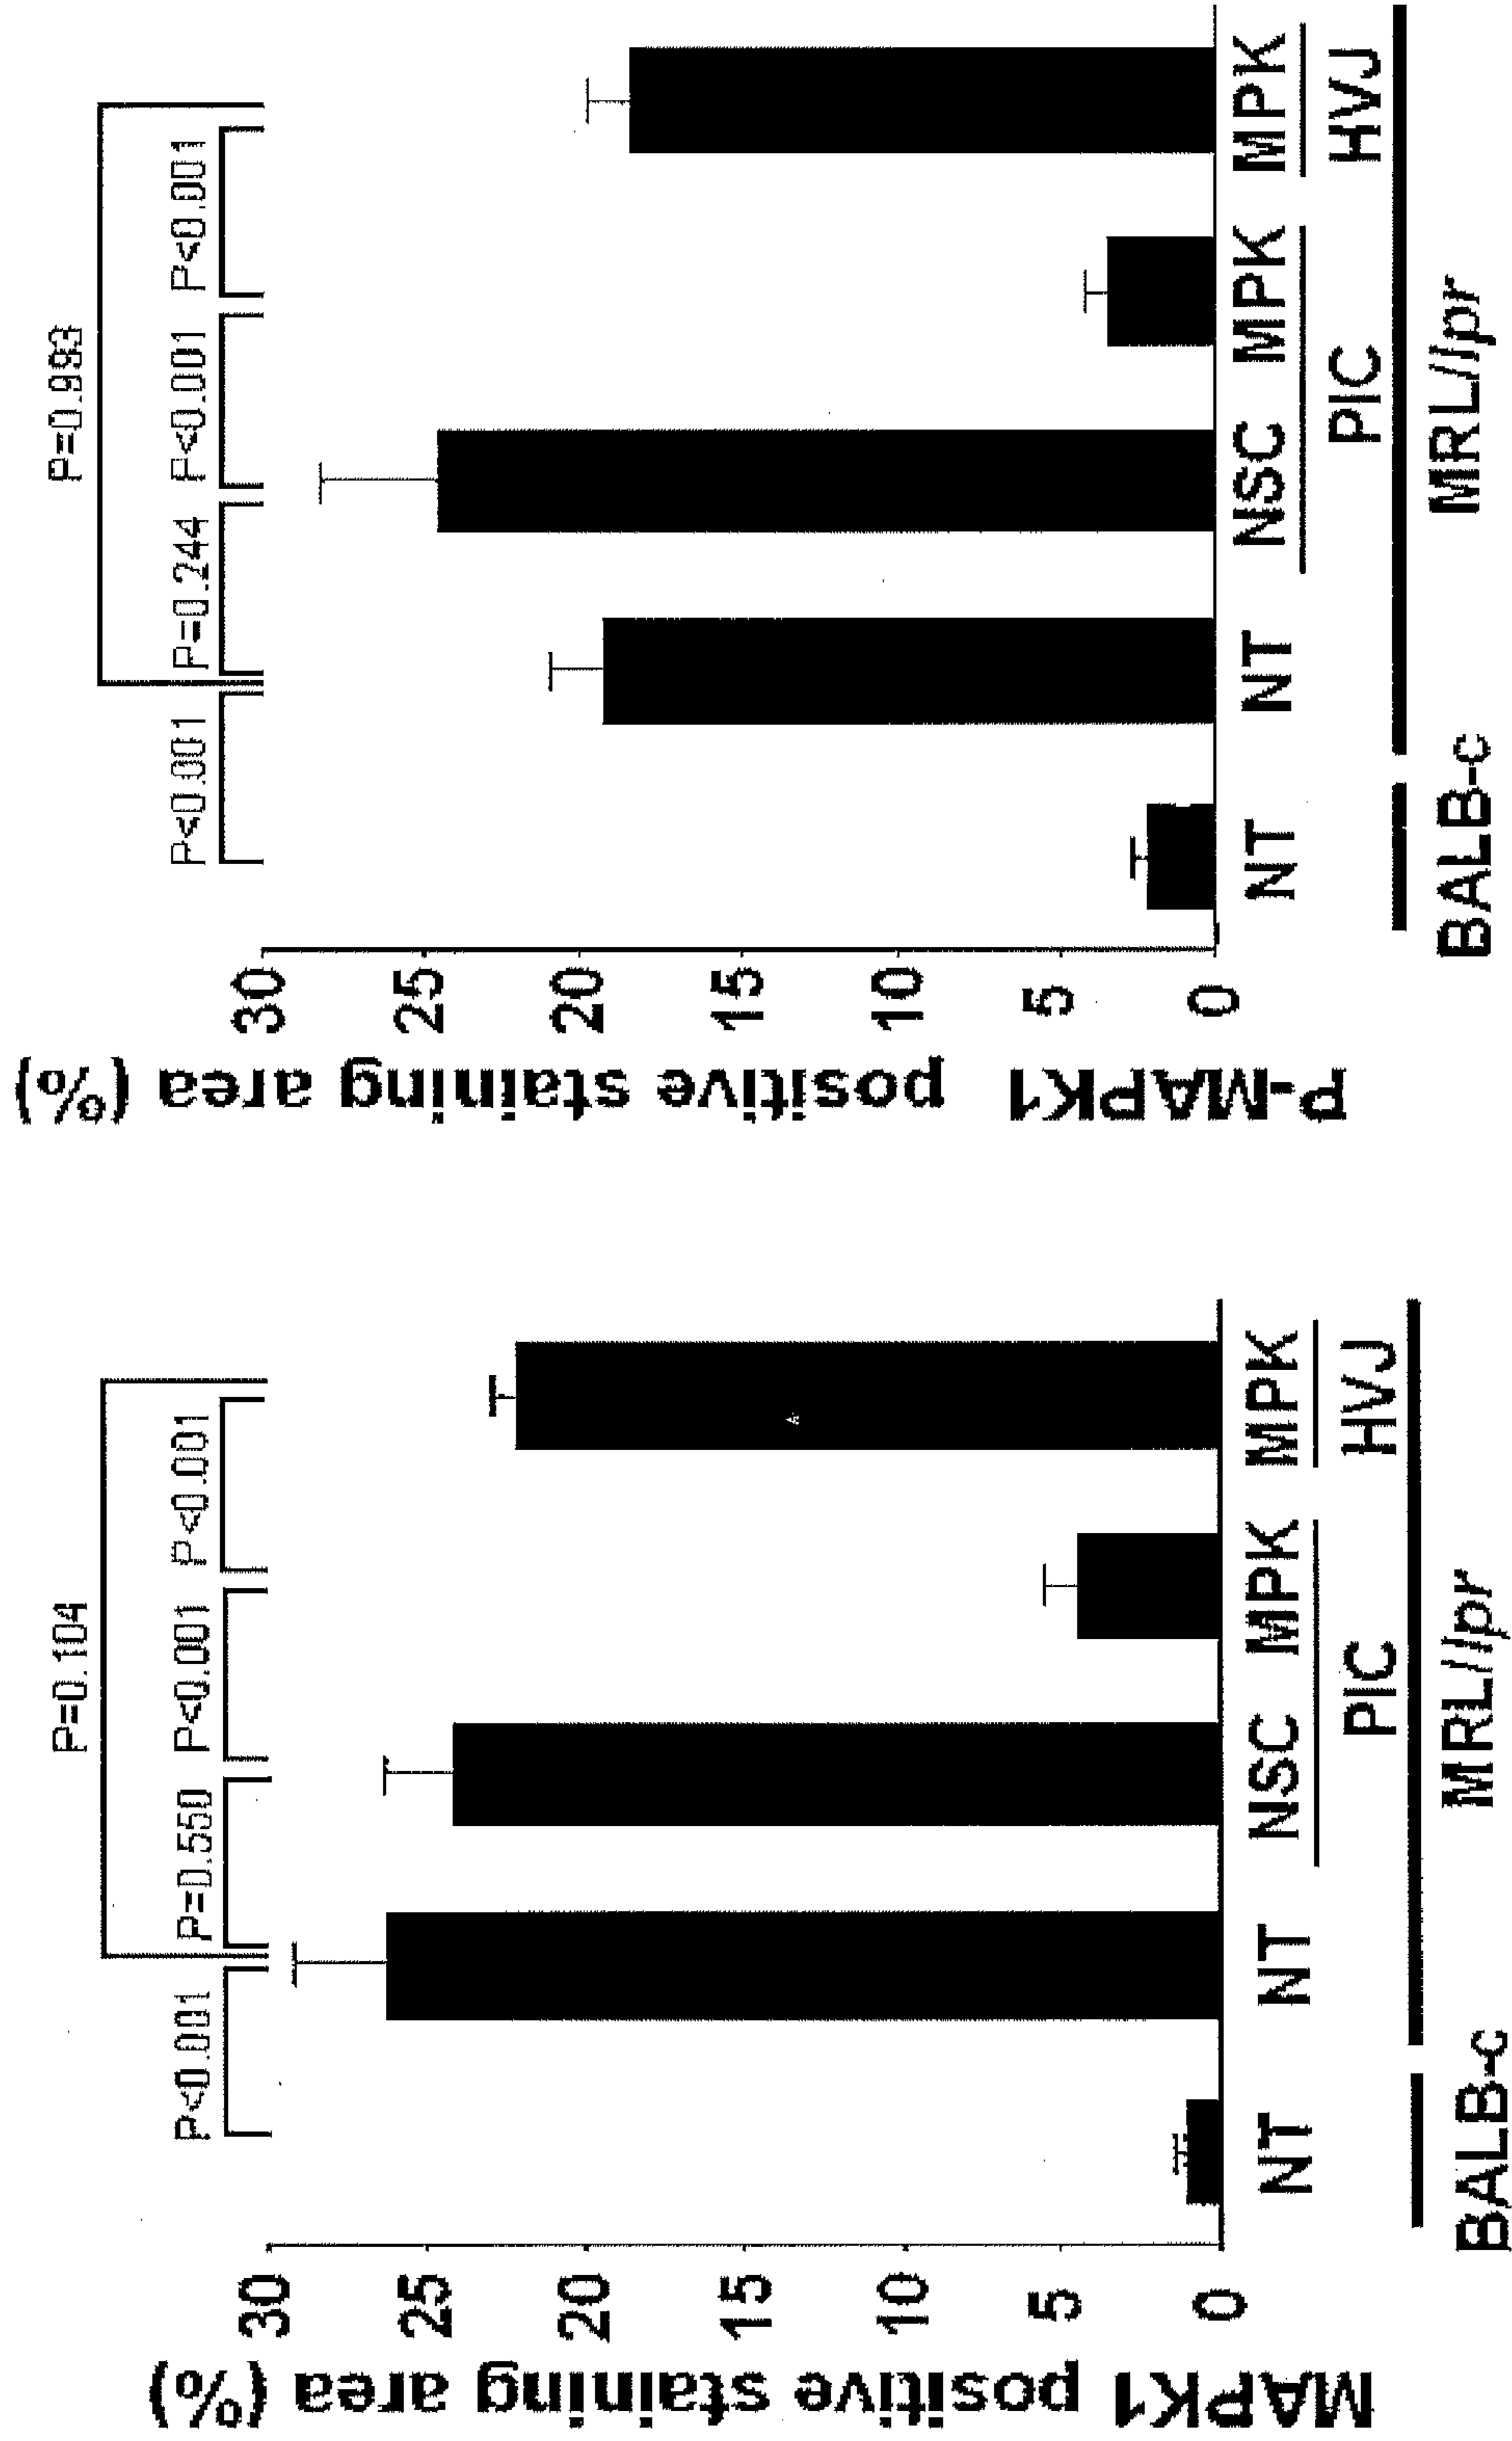 MAPK1 positive staining area (%)
30
25
20
15
10
5
0
P=0.104
P<0.001
P=0.550
P<0.001
P<0.001
NT
NT
NSC
MPK
MPK
PIC
HVJ
BALB-c
MRL/lpr
P-MAPK1 positive staining area (%)
30
25
20
15
10
5
0
P=0.993
P<0.001
P=0.244
P<0.001
P<0.001
NT
NT
NSC
MPK
MPK
PIC
HVJ
BALB-c
MRL/lpr